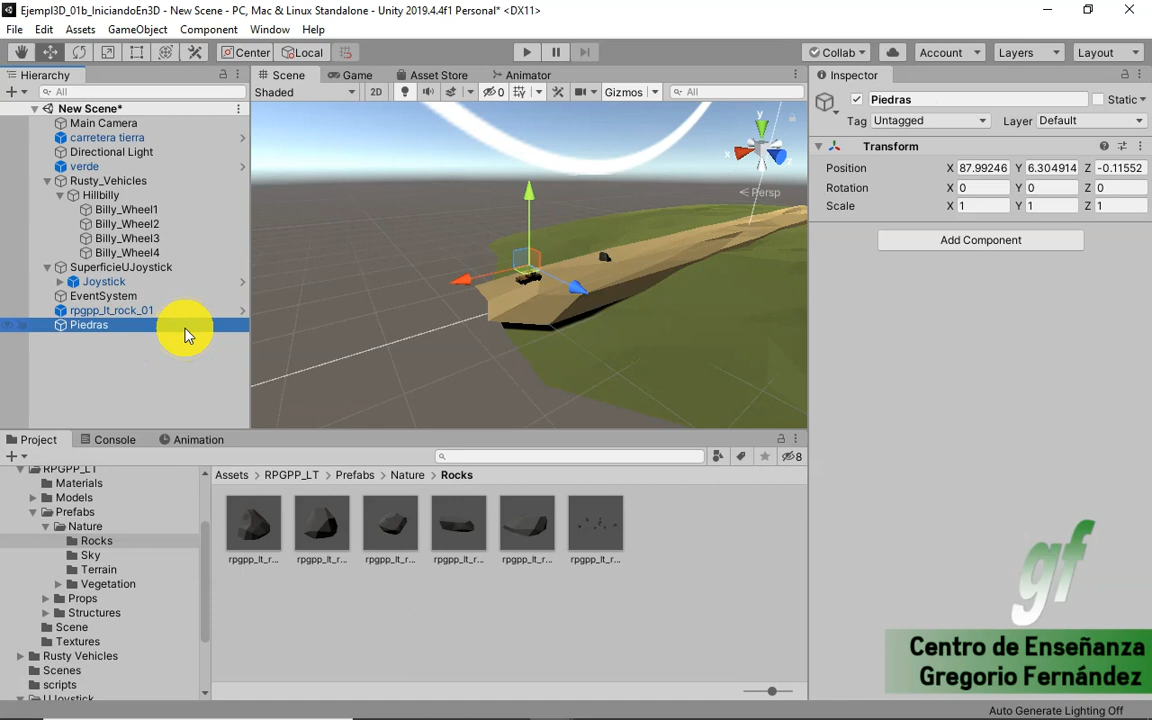 Ejempl3D_01b_IniciandoEn3D - New Scene - PC, Mac & Linux Standalone - Unity 2019.4.4f1 Personal* <DX11>
File Edit Assets GameObject Component Window Help
Center Local Collab Account Layers Layout
Hierarchy
All
New Scene*
Main Camera
carretera tierra
Directional Light
verde
Rusty_Vehicles
Hillbilly
Billy_Wheel1
Billy_Wheel2
Billy_Wheel3
Billy_Wheel4
SuperficieUJoystick
Joystick
EventSystem
rpgpp_lt_rock_01
Piedras
Scene Game Asset Store Animator
Shaded 2D 0 Gizmos All
y
x
z
Persp
Inspector
Piedras Static
Tag Untagged Layer Default
Transform
Position X 87.99246 Y 6.304914 Z -0.11552
Rotation X 0 Y 0 Z 0
Scale X 1 Y 1 Z 1
Add Component
Project Console Animation
8
RPGPP_LT
Materials
Models
Prefabs
Nature
Rocks
Sky
Terrain
Vegetation
Props
Structures
Scene
Textures
Rusty Vehicles
Scenes
scripts
UJoystick
Assets > RPGPP_LT > Prefabs > Nature > Rocks
rpgpp_lt_r... rpgpp_lt_r... rpgpp_lt_r... rpgpp_lt_r... rpgpp_lt_r... rpgpp_lt_r...
gf
Centro de Enseñanza
Gregorio Fernández
Auto Generate Lighting Off